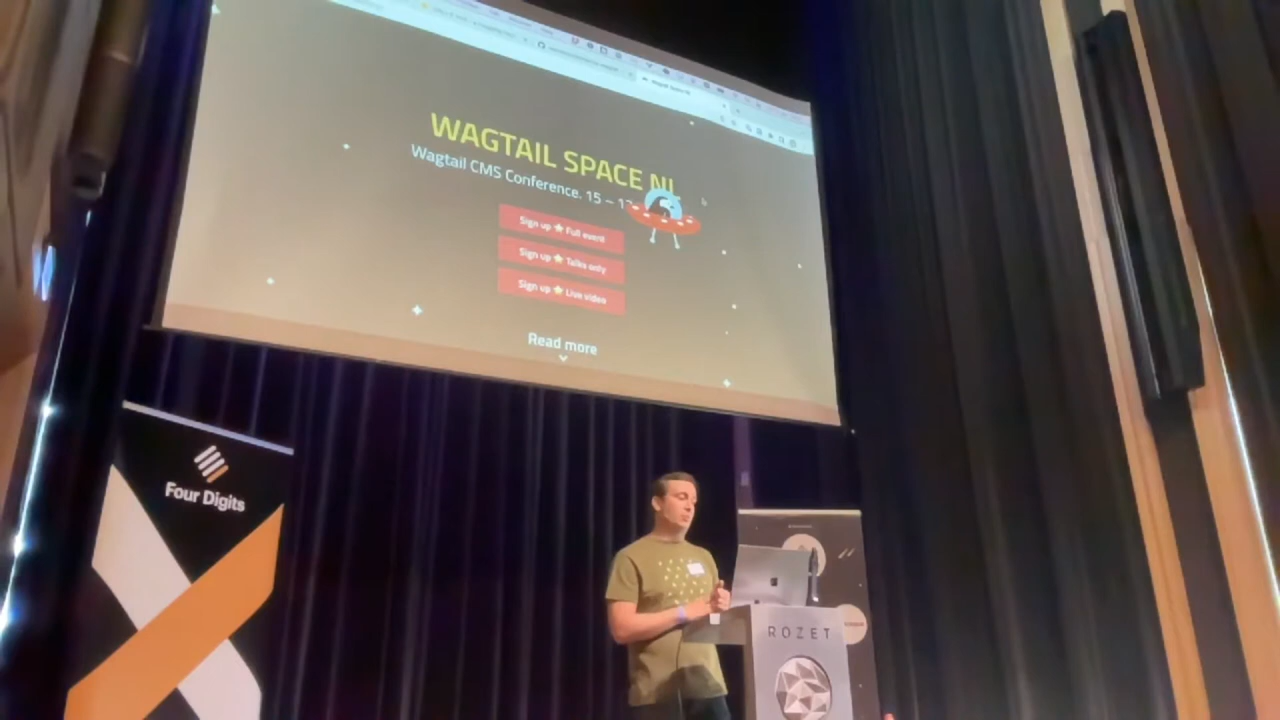 WAGTAIL SPACE NL
Wagtail CMS Conference. 15 – 1
Sign up ⭐ Full event
Sign up ⭐ Talks only
Sign up ⭐ Live video
Read more
Four Digits
ROZET